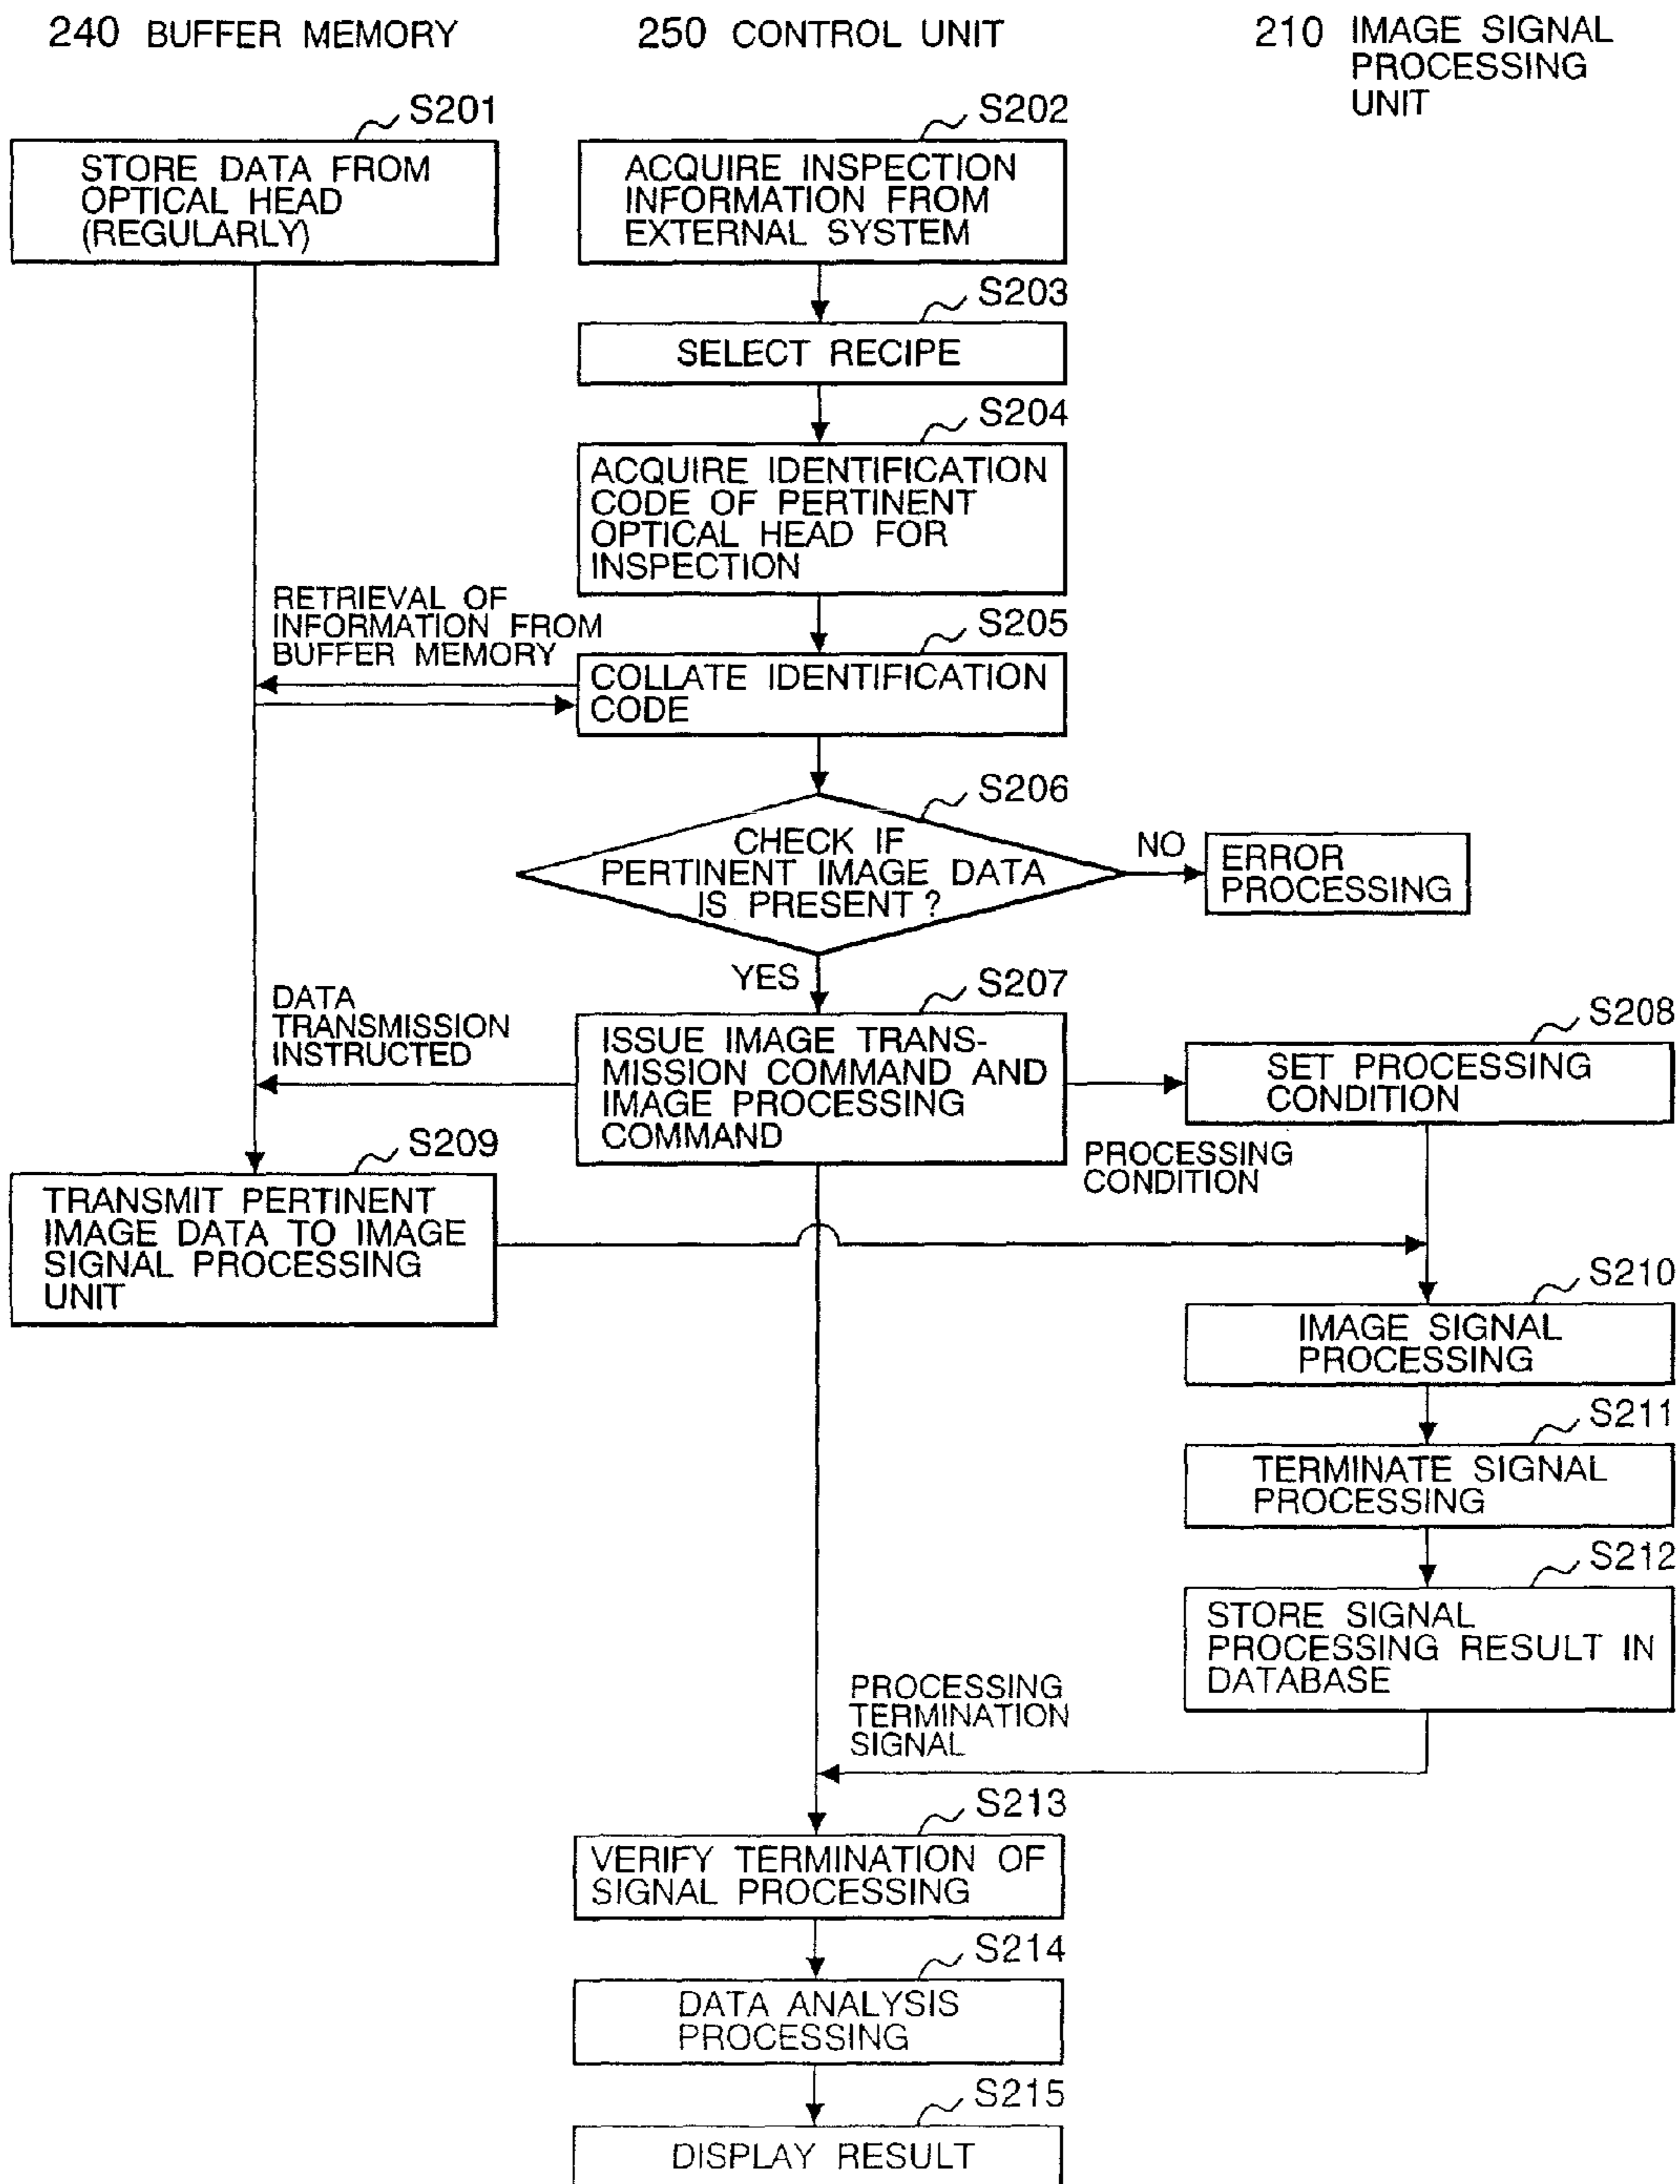 240 BUFFER MEMORY
250 CONTROL UNIT
210 IMAGE SIGNAL
PROCESSING
UNIT
S201
STORE DATA FROM
OPTICAL HEAD
(REGULARLY)
S202
ACQUIRE INSPECTION
INFORMATION FROM
EXTERNAL SYSTEM
S203
SELECT RECIPE
S204
ACQUIRE IDENTIFICATION
CODE OF PERTINENT
OPTICAL HEAD FOR
INSPECTION
RETRIEVAL OF
INFORMATION FROM
BUFFER MEMORY
S205
COLLATE IDENTIFICATION
CODE
S206
CHECK IF
PERTINENT IMAGE DATA
IS PRESENT ?
NO
ERROR
PROCESSING
YES
DATA
TRANSMISSION
INSTRUCTED
S207
ISSUE IMAGE TRANS-
MISSION COMMAND AND
IMAGE PROCESSING
COMMAND
S208
SET PROCESSING
CONDITION
PROCESSING
CONDITION
S209
TRANSMIT PERTINENT
IMAGE DATA TO IMAGE
SIGNAL PROCESSING
UNIT
S210
IMAGE SIGNAL
PROCESSING
S211
TERMINATE SIGNAL
PROCESSING
S212
STORE SIGNAL
PROCESSING RESULT IN
DATABASE
PROCESSING
TERMINATION
SIGNAL
S213
VERIFY TERMINATION OF
SIGNAL PROCESSING
S214
DATA ANALYSIS
PROCESSING
S215
DISPLAY RESULT